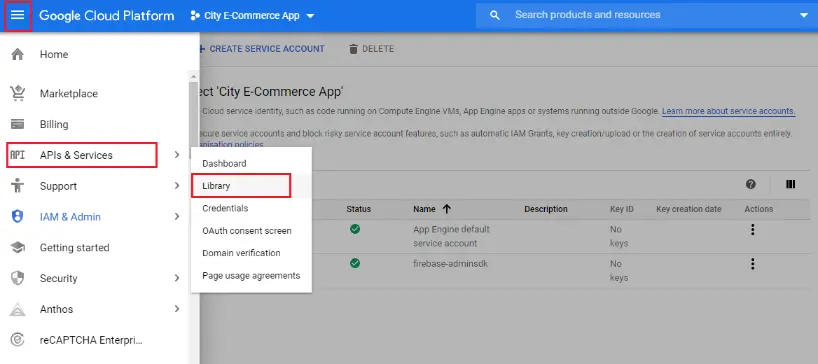 Google Cloud Platform
City E-Commerce App
Search products and resources
Home
CREATE SERVICE ACCOUNT
DELETE
Marketplace
Billing
API
APIs & Services
Support
IAM & Admin
Getting started
Security
Anthos
reCAPTCHA Enterpri...
Dashboard
Library
Credentials
OAuth consent screen
Domain verification
Page usage agreements
ect 'City E-Commerce App'
Cloud service identity, such as code running on Compute Engine VMs, App Engine apps or systems running outside Google. Learn more about service accounts.
cure service accounts and block risky service account features, such as automatic IAM Grants, key creation/upload or the creation of service accounts entirely.
anisation policies.
Status
Name
Description
Key ID
Key creation date
Actions
App Engine default
service account
No
keys
firebase-adminsdk
No
keys